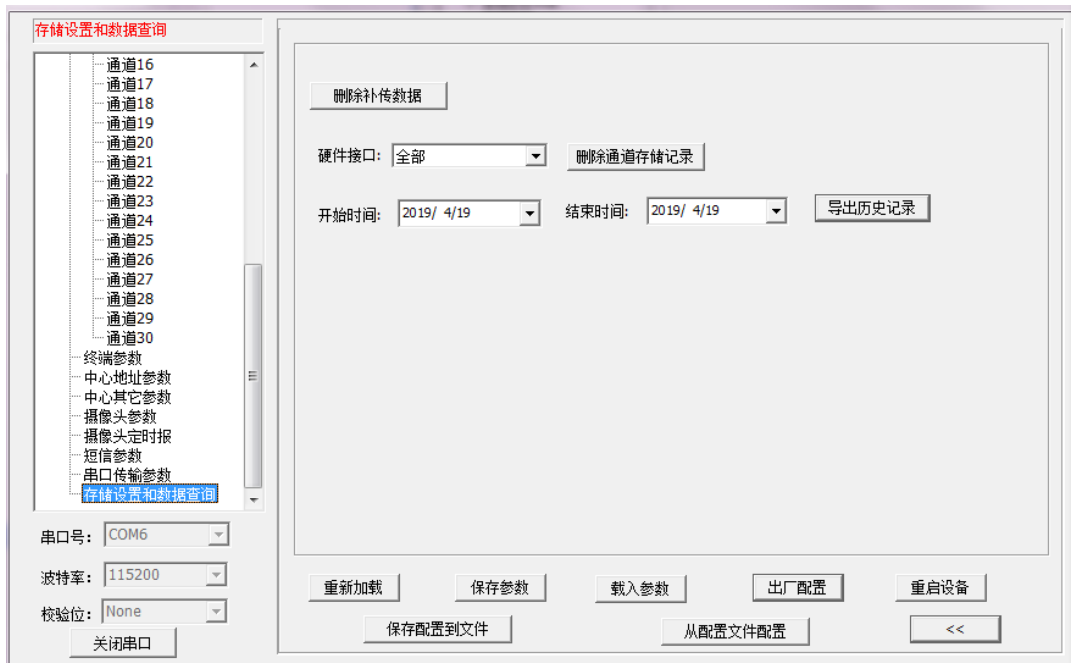 存储设置和数据查询
通道16
通道17
通道18
通道19
通道20
通道21
通道22
通道23
通道24
通道25
通道26
通道27
通道28
通道29
通道30
终端参数
中心地址参数
中心其它参数
摄像头参数
摄像头定时报
短信参数
串口传输参数
存储设置和数据查询
串口号: COM6
波特率: 115200
校验位: None
关闭串口
删除补传数据
硬件接口: 全部 删除通道存储记录
开始时间: 2019/ 4/19 结束时间: 2019/ 4/19 导出历史记录
重新加载 保存参数 载入参数 出厂配置 重启设备
保存配置到文件 从配置文件配置 <<